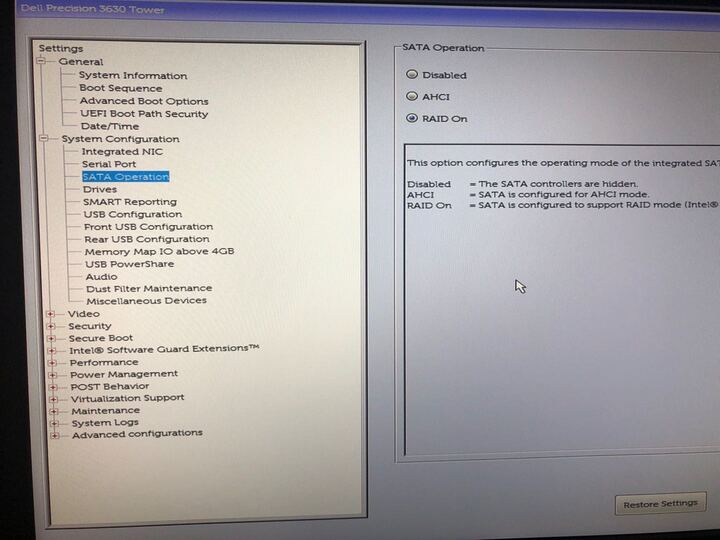 Dell Precision 3630 Tower
Settings
General
System Information
Boot Sequence
Advanced Boot Options
UEFI Boot Path Security
Date/Time
System Configuration
Integrated NIC
Serial Port
SATA Operation
Drives
SMART Reporting
USB Configuration
Front USB Configuration
Rear USB Configuration
Memory Map IO above 4GB
USB PowerShare
Audio
Dust Filter Maintenance
Miscellaneous Devices
Video
Security
Secure Boot
Intel® Software Guard Extensions™
Performance
Power Management
POST Behavior
Virtualization Support
Maintenance
System Logs
Advanced configurations
SATA Operation
Disabled
AHCI
RAID On
This option configures the operating mode of the integrated SAT
Disabled = The SATA controllers are hidden.
AHCI = SATA is configured for AHCI mode.
RAID On = SATA is configured to support RAID mode (Intel®
Restore Settings